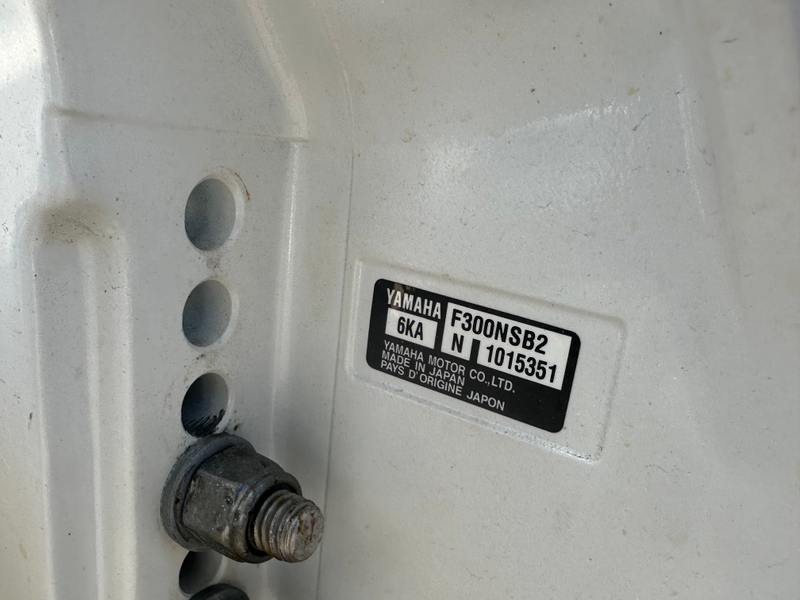 YAMAHA F300NSB2
6KA N 1015351
YAMAHA MOTOR CO.,LTD.
MADE IN JAPAN
PAYS D'ORIGINE JAPON